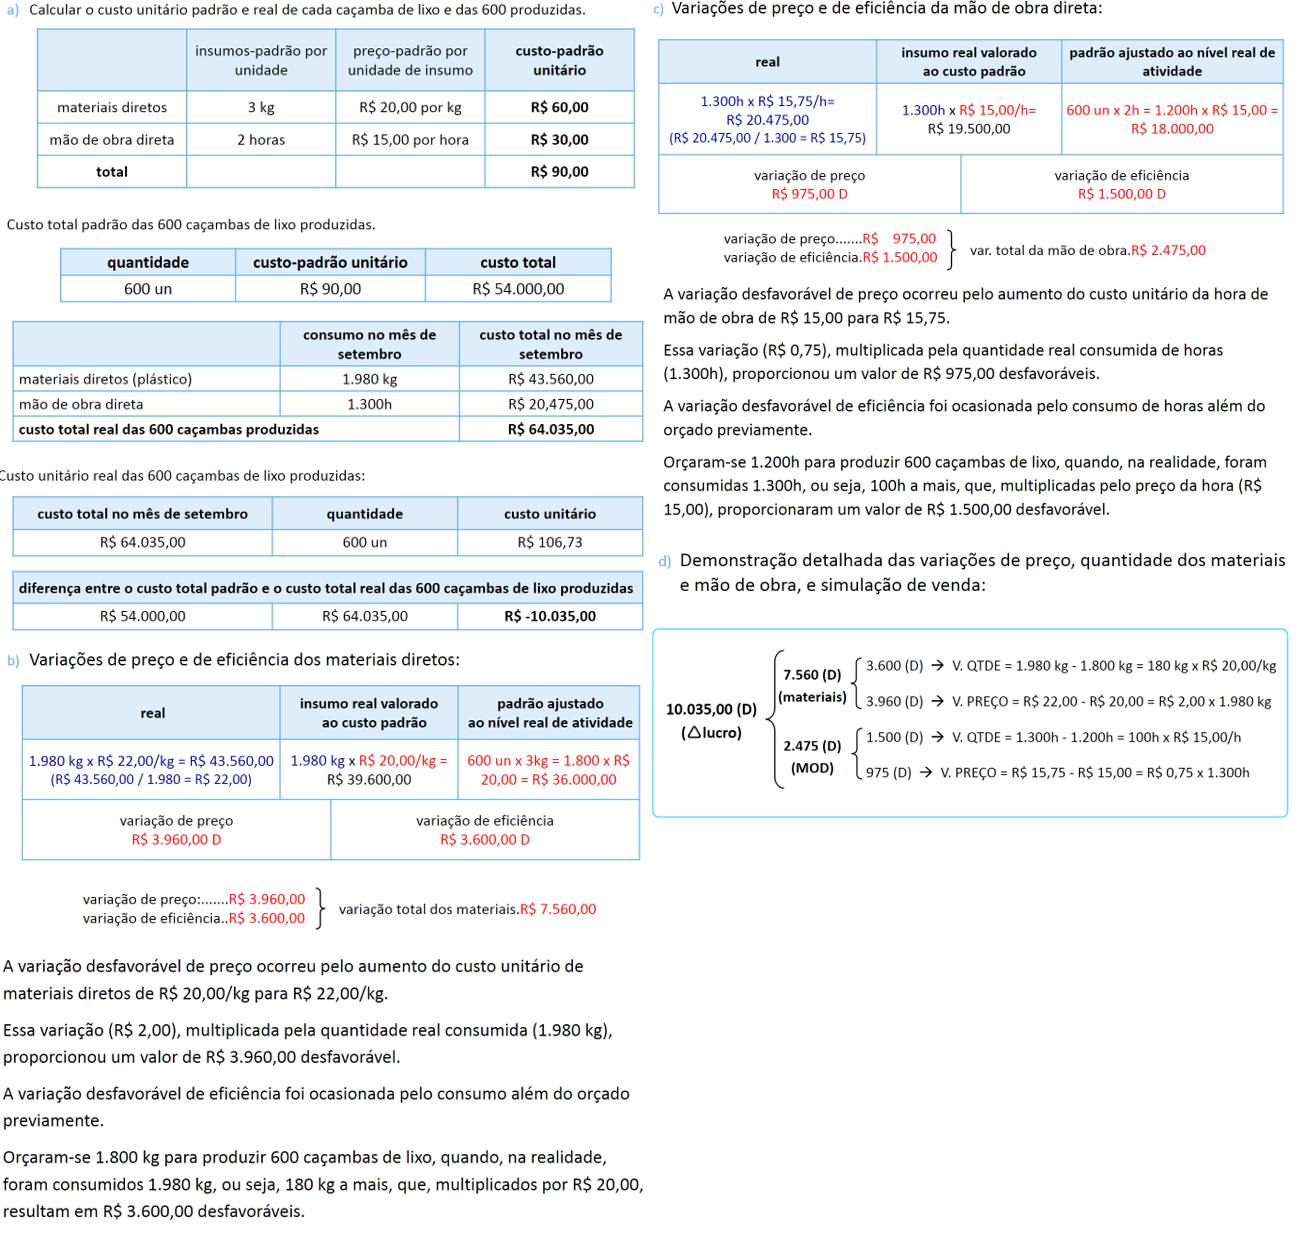 a) Calcular o custo unitário padrão e real de cada caçamba de lixo e das 600 produzidas.
insumos-padrão por unidade preço-padrão por unidade de insumo custo-padrão unitário
materiais diretos 3 kg R$ 20,00 por kg R$ 60,00
mão de obra direta 2 horas R$ 15,00 por hora R$ 30,00
total R$ 90,00
Custo total padrão das 600 caçambas de lixo produzidas.
quantidade custo-padrão unitário custo total
600 un R$ 90,00 R$ 54.000,00
consumo no mês de setembro custo total no mês de setembro
materiais diretos (plástico) 1.980 kg R$ 43.560,00
mão de obra direta 1.300h R$ 20,475,00
custo total real das 600 caçambas produzidas R$ 64.035,00
Custo unitário real das 600 caçambas de lixo produzidas:
custo total no mês de setembro quantidade custo unitário
R$ 64.035,00 600 un R$ 106,73
diferença entre o custo total padrão e o custo total real das 600 caçambas de lixo produzidas
R$ 54.000,00 R$ 64.035,00 R$ -10.035,00
b) Variações de preço e de eficiência dos materiais diretos:
real insumo real valorado ao custo padrão padrão ajustado ao nível real de atividade
1.980 kg x R$ 22,00/kg = R$ 43.560,00 1.980 kg x R$ 20,00/kg = 600 un x 3kg = 1.800 x R$
(R$ 43.560,00 / 1.980 = R$ 22,00) R$ 39.600,00 20,00 = R$ 36.000,00
variação de preço variação de eficiência
R$ 3.960,00 D R$ 3.600,00 D
variação de preço:.......R$ 3.960,00
variação de eficiência..R$ 3.600,00
variação total dos materiais.R$ 7.560,00
A variação desfavorável de preço ocorreu pelo aumento do custo unitário de
materiais diretos de R$ 20,00/kg para R$ 22,00/kg.
Essa variação (R$ 2,00), multiplicada pela quantidade real consumida (1.980 kg),
proporcionou um valor de R$ 3.960,00 desfavorável.
A variação desfavorável de eficiência foi ocasionada pelo consumo além do orçado
previamente.
Orçaram-se 1.800 kg para produzir 600 caçambas de lixo, quando, na realidade,
foram consumidos 1.980 kg, ou seja, 180 kg a mais, que, multiplicados por R$ 20,00,
resultam em R$ 3.600,00 desfavoráveis.
c) Variações de preço e de eficiência da mão de obra direta:
real insumo real valorado ao custo padrão padrão ajustado ao nível real de atividade
1.300h x R$ 15,75/h=
R$ 20.475,00
(R$ 20.475,00 / 1.300 = R$ 15,75)
1.300h x R$ 15,00/h=
R$ 19.500,00
600 un x 2h = 1.200h x R$ 15,00 =
R$ 18.000,00
variação de preço variação de eficiência
R$ 975,00 D R$ 1.500,00 D
variação de preço.......R$ 975,00
variação de eficiência.R$ 1.500,00
var. total da mão de obra.R$ 2.475,00
A variação desfavorável de preço ocorreu pelo aumento do custo unitário da hora de
mão de obra de R$ 15,00 para R$ 15,75.
Essa variação (R$ 0,75), multiplicada pela quantidade real consumida de horas
(1.300h), proporcionou um valor de R$ 975,00 desfavoráveis.
A variação desfavorável de eficiência foi ocasionada pelo consumo de horas além do
orçado previamente.
Orçaram-se 1.200h para produzir 600 caçambas de lixo, quando, na realidade, foram
consumidas 1.300h, ou seja, 100h a mais, que, multiplicadas pelo preço da hora (R$
15,00), proporcionaram um valor de R$ 1.500,00 desfavorável.
d) Demonstração detalhada das variações de preço, quantidade dos materiais
e mão de obra, e simulação de venda:
10.035,00 (D)
(△lucro)
7.560 (D)
(materiais)
3.600 (D) → V. QTDE = 1.980 kg - 1.800 kg = 180 kg x R$ 20,00/kg
3.960 (D) → V. PREÇO = R$ 22,00 - R$ 20,00 = R$ 2,00 x 1.980 kg
2.475 (D)
(MOD)
1.500 (D) → V. QTDE = 1.300h - 1.200h = 100h x R$ 15,00/h
975 (D) → V. PREÇO = R$ 15,75 - R$ 15,00 = R$ 0,75 x 1.300h